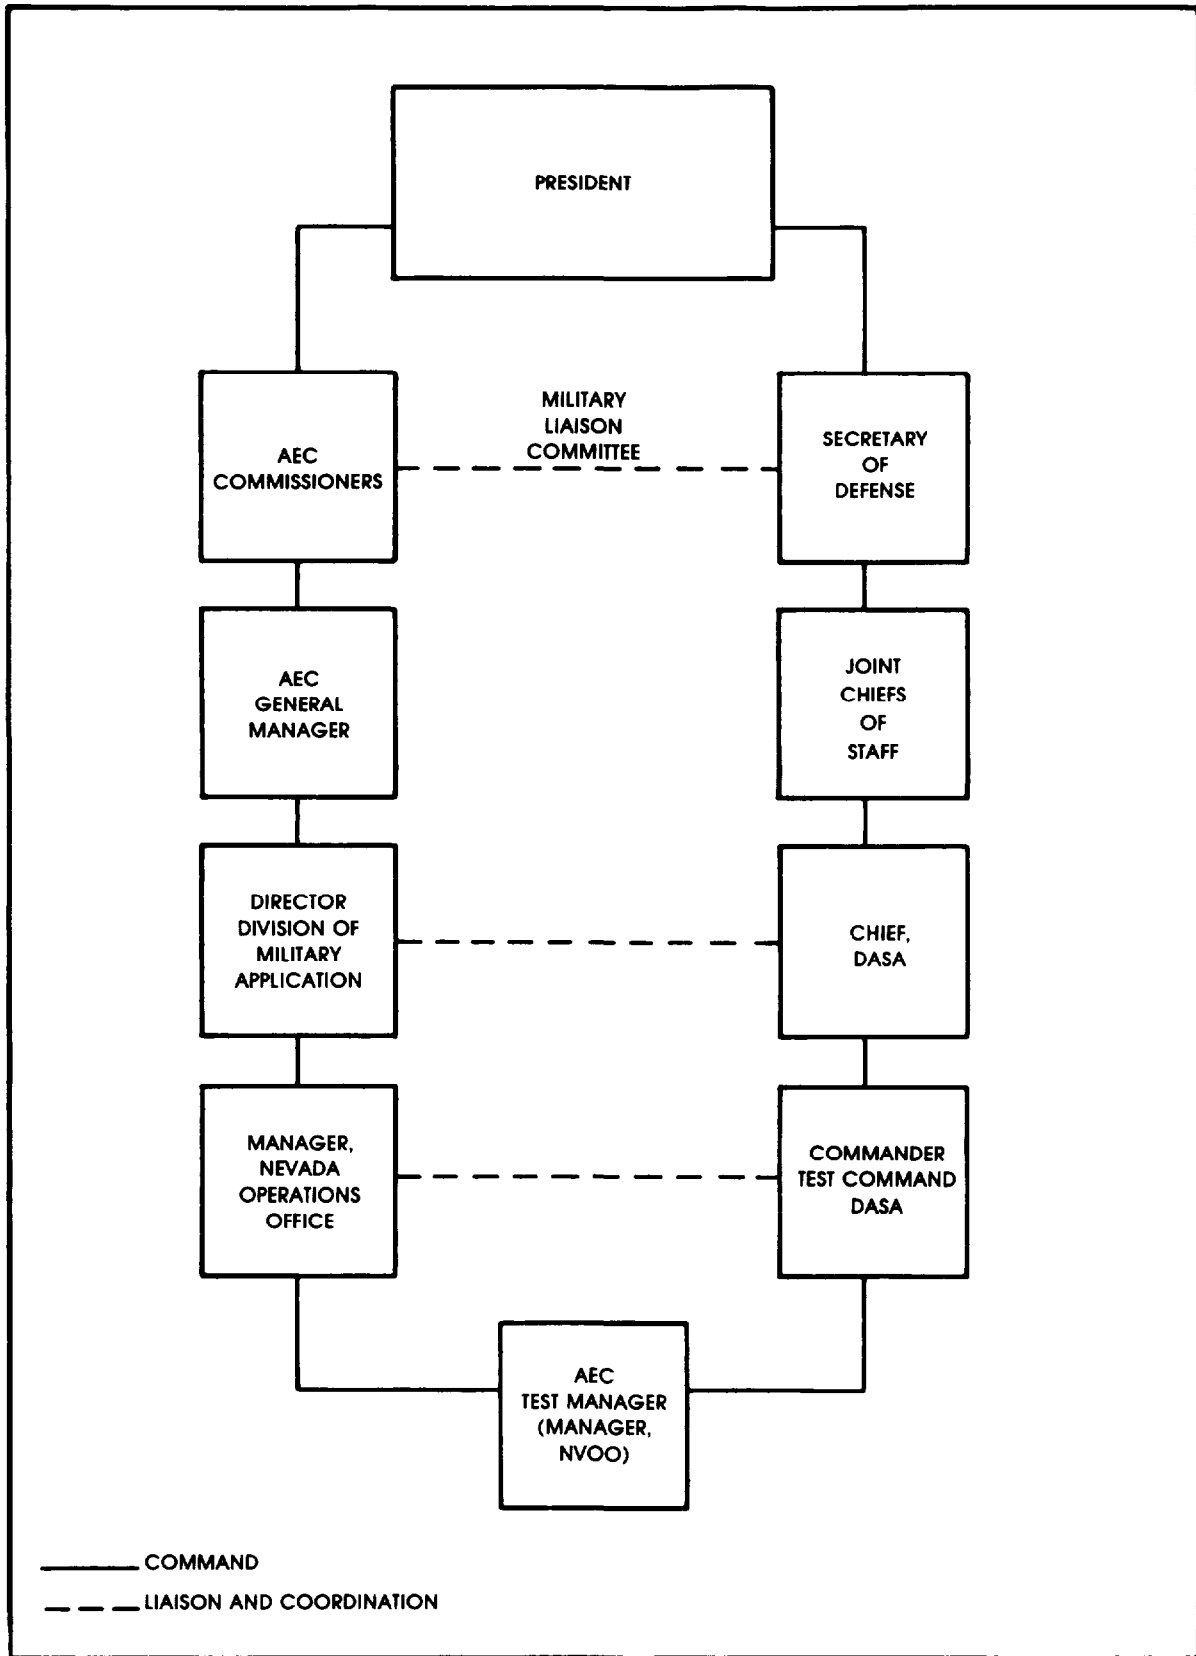 PRESIDENT
MILITARY
LIAISON
COMMITTEE
AEC
COMMISSIONERS
SECRETARY
OF
DEFENSE
AEC
GENERAL
MANAGER
JOINT
CHIEFS
OF
STAFF
DIRECTOR
DIVISION OF
MILITARY
APPLICATION
CHIEF,
DASA
MANAGER,
NEVADA
OPERATIONS
OFFICE
COMMANDER
TEST COMMAND
DASA
AEC
TEST MANAGER
(MANAGER,
NVOO)
COMMAND
LIAISON AND COORDINATION